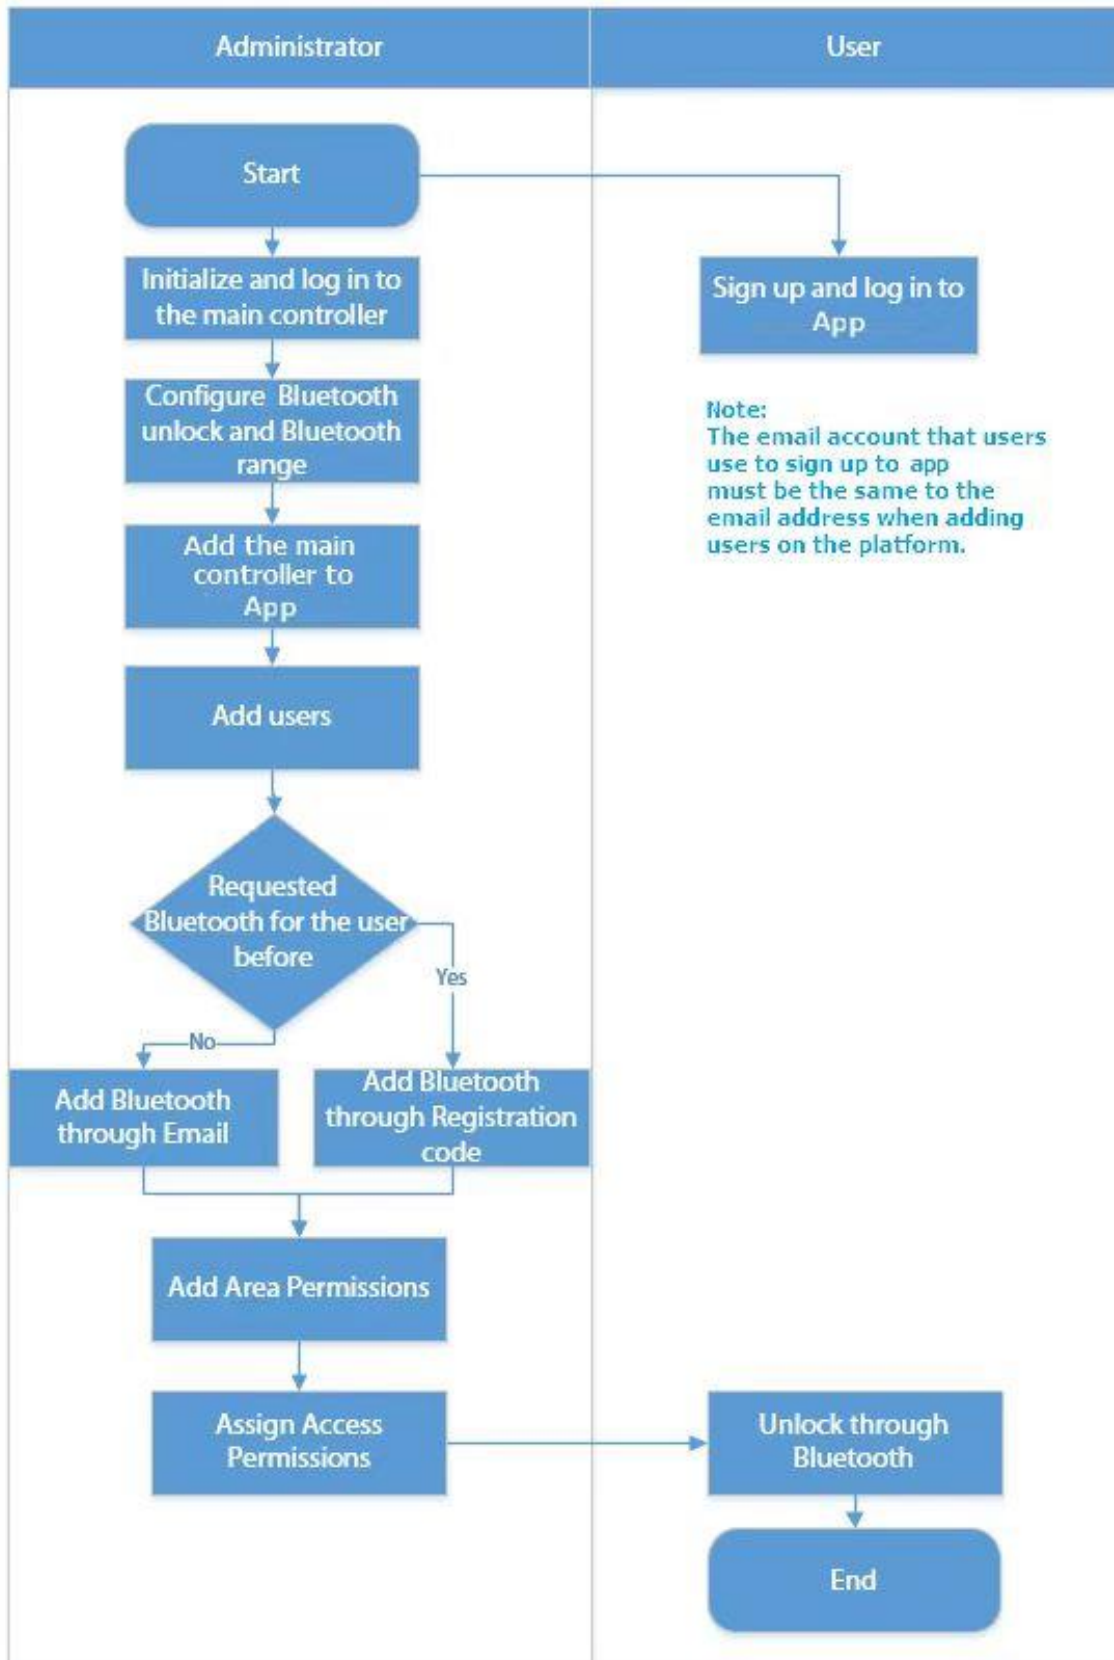 Administrator
User
Start
Initialize and log in to
the main controller
Sign up and log in to
App
Configure Bluetooth
unlock and Bluetooth
range
Note:
The email account that users
use to sign up to app
must be the same to the
email address when adding
users on the platform.
Add the main
controller to
App
Add users
Requested
Bluetooth for the user
before
Yes
No
Add Bluetooth
through Email
Add Bluetooth
through Registration
code
Add Area Permissions
Assign Access
Permissions
Unlock through
Bluetooth
End